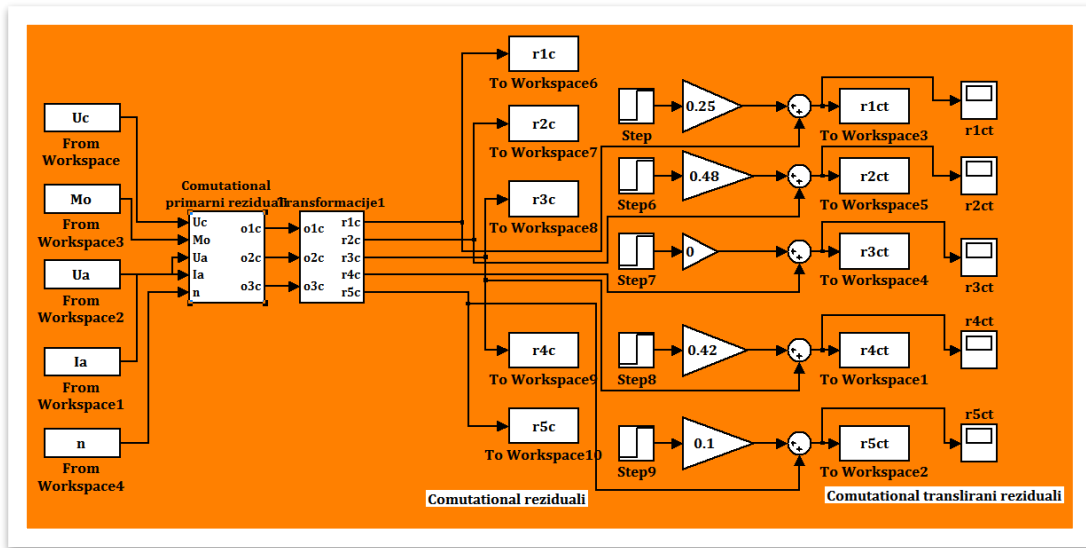 Uc
From
Workspace
Mo
From
Workspace3
Ua
From
Workspace2
Ia
From
Workspace1
n
From
Workspace4
Comutational
primarni reziduali
Uc
Mo
Ua
Ia
n
o1c
o2c
o3c
Transformacije1
o1c
o2c
o3c
r1c
r2c
r3c
r4c
r5c
r1c
To Workspace6
r2c
To Workspace7
r3c
To Workspace8
r4c
To Workspace9
r5c
To Workspace10
Comutational reziduali
Step
0.25
r1ct
To Workspace3
r1ct
Step6
0.48
r2ct
To Workspace5
r2ct
Step7
0
r3ct
To Workspace4
r3ct
Step8
0.42
r4ct
To Workspace1
r4ct
Step9
0.1
r5ct
To Workspace2
r5ct
Comutational translirani reziduali